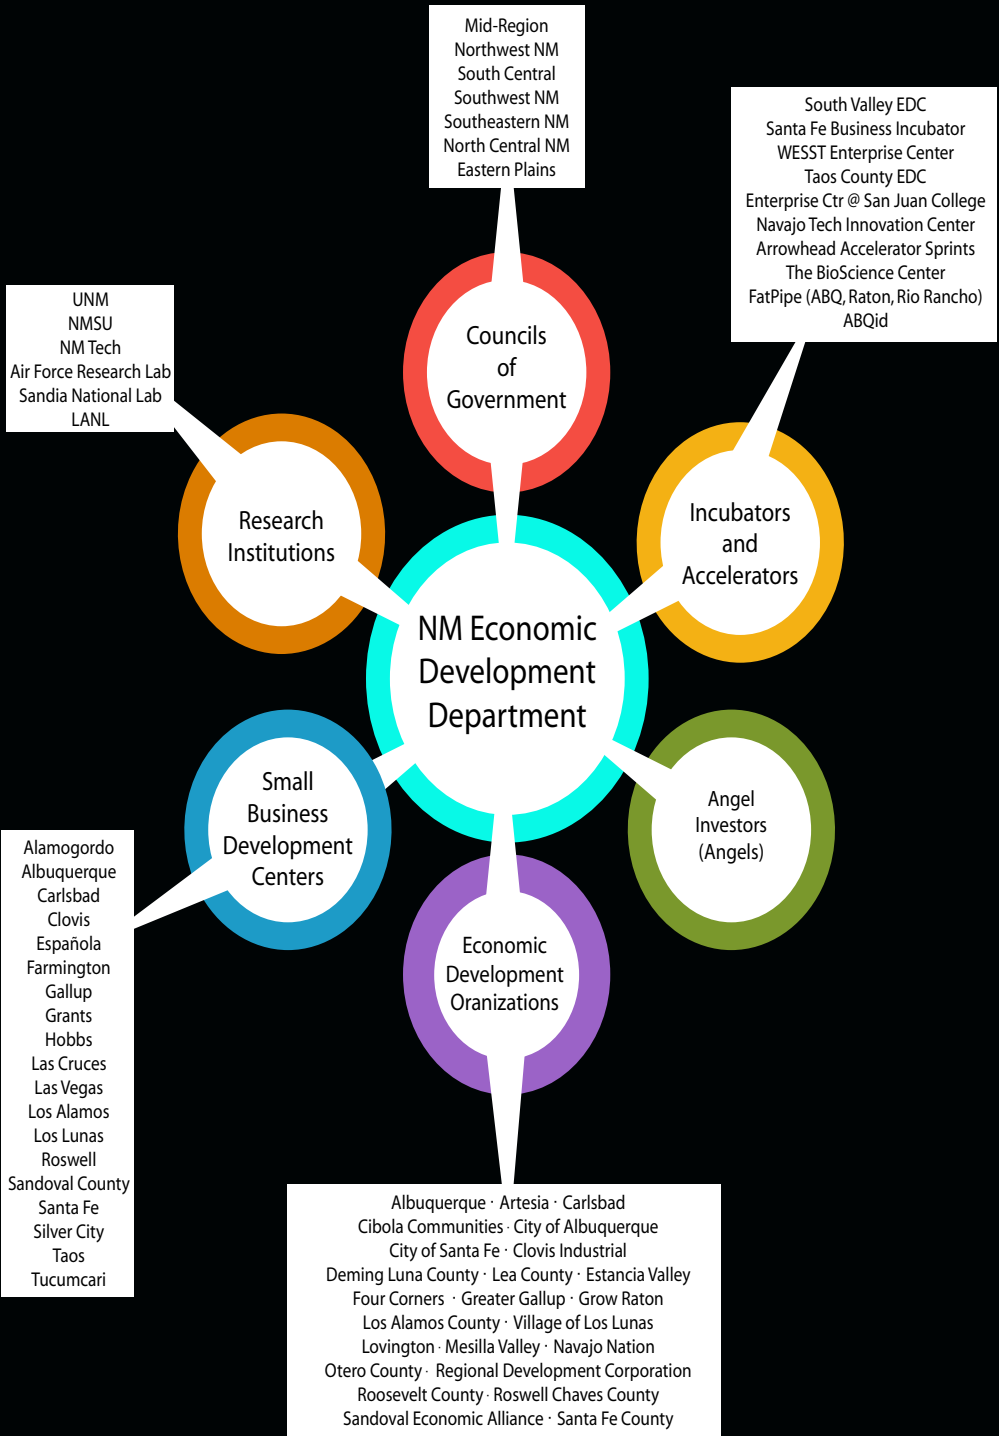 Mid-Region
Northwest NM
South Central
Southwest NM
Southeastern NM
North Central NM
Eastern Plains
South Valley EDC
Santa Fe Business Incubator
WESST Enterprise Center
Taos County EDC
Enterprise Ctr @ San Juan College
Navajo Tech Innovation Center
Arrowhead Accelerator Sprints
The BioScience Center
FatPipe (ABQ, Raton, Rio Rancho)
ABQid
UNM
NMSU
NM Tech
Air Force Research Lab
Sandia National Lab
LANL
Councils
of
Government
Research
Institutions
Incubators
and
Accelerators
NM Economic
Development
Department
Small
Business
Development
Centers
Angel
Investors
(Angels)
Economic
Development
Oranizations
Alamogordo
Albuquerque
Carlsbad
Clovis
Española
Farmington
Gallup
Grants
Hobbs
Las Cruces
Las Vegas
Los Alamos
Los Lunas
Roswell
Sandoval County
Santa Fe
Silver City
Taos
Tucumcari
Albuquerque · Artesia · Carlsbad
Cibola Communities · City of Albuquerque
City of Santa Fe · Clovis Industrial
Deming Luna County · Lea County · Estancia Valley
Four Corners · Greater Gallup · Grow Raton
Los Alamos County · Village of Los Lunas
Lovington · Mesilla Valley · Navajo Nation
Otero County · Regional Development Corporation
Roosevelt County · Roswell Chaves County
Sandoval Economic Alliance · Santa Fe County